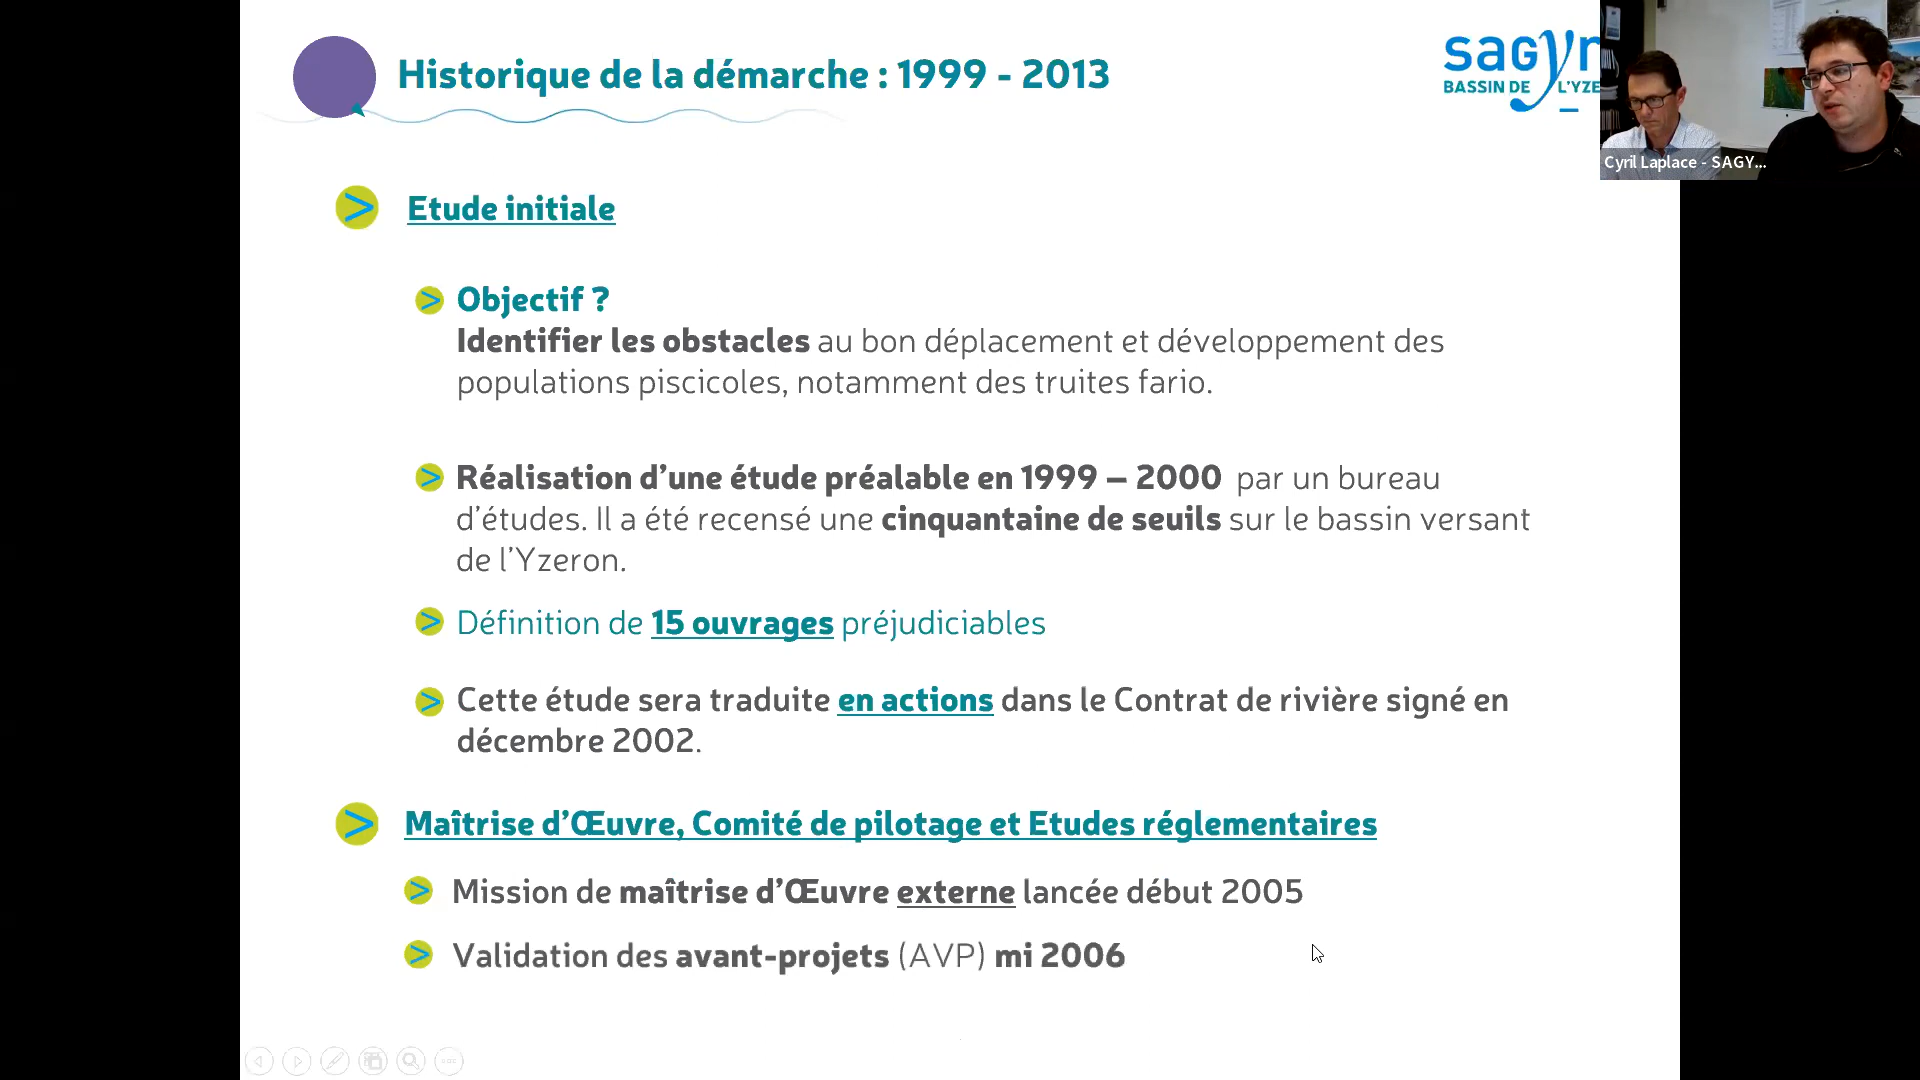 Historique de la démarche : 1999 - 2013
sagyr
BASSIN DE L'YZE
Cyril Laplace - SAGY...
> Etude initiale
> Objectif ?
Identifier les obstacles au bon déplacement et développement des
populations piscicoles, notamment des truites fario.
> Réalisation d'une étude préalable en 1999 – 2000 par un bureau
d'études. Il a été recensé une cinquantaine de seuils sur le bassin versant
de l'Yzeron.
> Définition de 15 ouvrages préjudiciables
> Cette étude sera traduite en actions dans le Contrat de rivière signé en
décembre 2002.
> Maîtrise d'Œuvre, Comité de pilotage et Etudes réglementaires
> Mission de maîtrise d'Œuvre externe lancée début 2005
> Validation des avant-projets (AVP) mi 2006